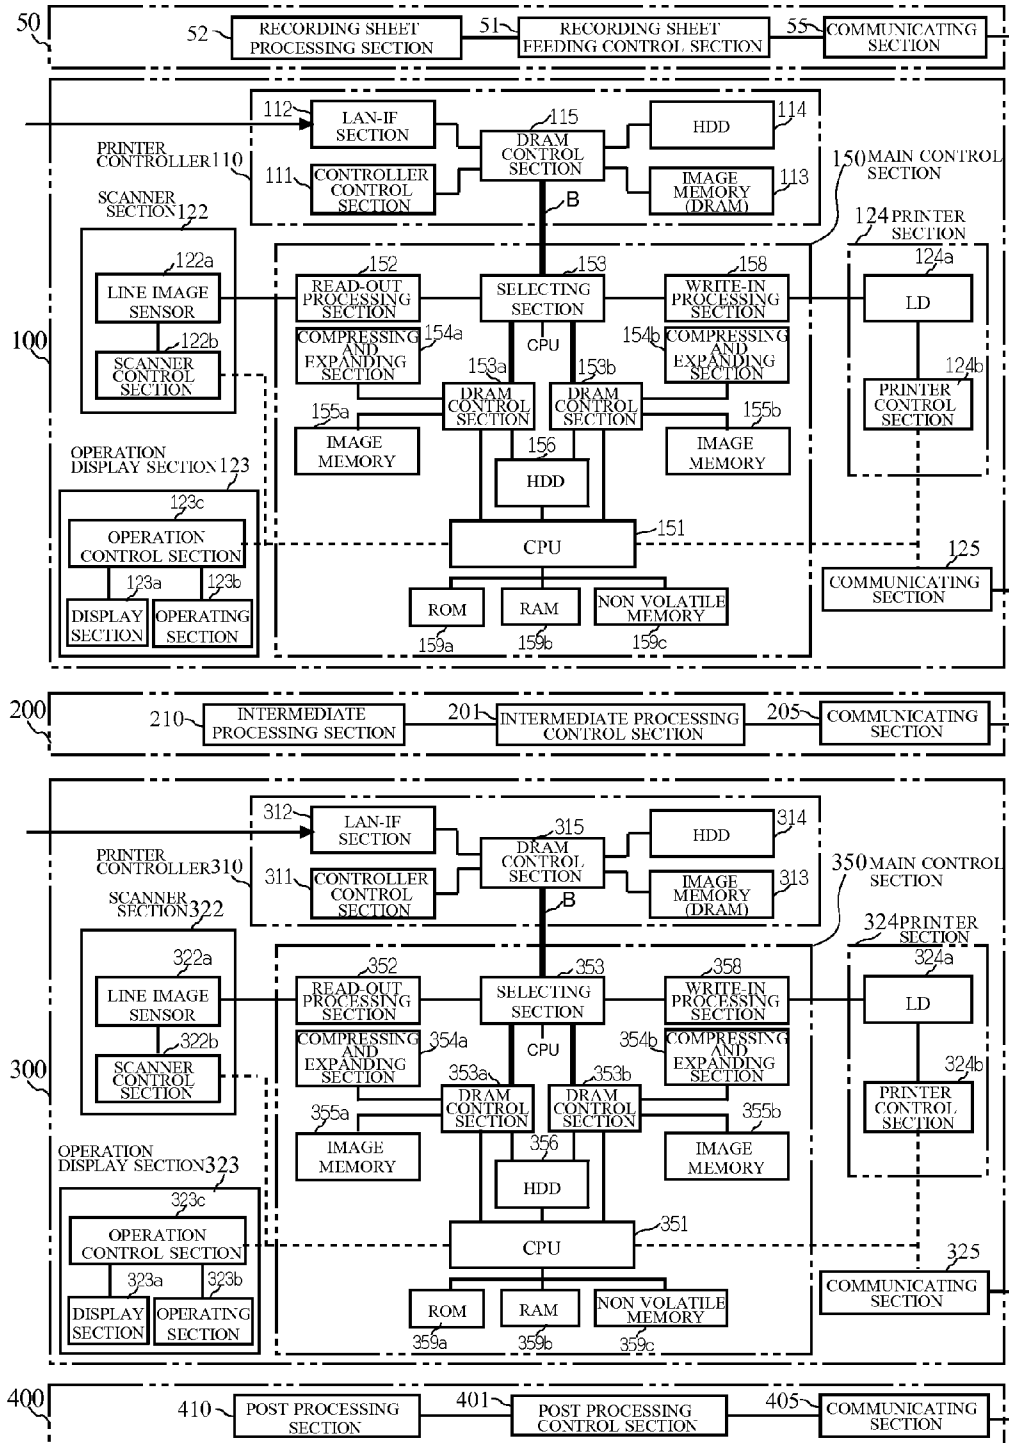 50
52
RECORDING SHEET
PROCESSING SECTION
51
RECORDING SHEET
FEEDING CONTROL SECTION
55
COMMUNICATING
SECTION
100
112
LAN-IF
SECTION
115
DRAM
CONTROL
SECTION
HDD
114
PRINTER
CONTROLLER 110
111
CONTROLLER
CONTROL
SECTION
IMAGE
MEMORY
(DRAM)
113
B
150 MAIN CONTROL
SECTION
SCANNER
SECTION 122
122a
LINE IMAGE
SENSOR
122b
SCANNER
CONTROL
SECTION
152
READ-OUT
PROCESSING
SECTION
153
SELECTING
SECTION
158
WRITE-IN
PROCESSING
SECTION
124 PRINTER
SECTION
124a
LD
124b
PRINTER
CONTROL
SECTION
COMPRESSING
AND
EXPANDING
SECTION
154a
CPU
154b
COMPRESSING
AND
EXPANDING
SECTION
153a
DRAM
CONTROL
SECTION
153b
DRAM
CONTROL
SECTION
155a
IMAGE
MEMORY
155b
IMAGE
MEMORY
156
HDD
OPERATION
DISPLAY SECTION 123
123c
OPERATION
CONTROL SECTION
123a
DISPLAY
SECTION
123b
OPERATING
SECTION
151
CPU
ROM
159a
RAM
159b
NON VOLATILE
MEMORY
159c
125
COMMUNICATING
SECTION
200
210
INTERMEDIATE
PROCESSING SECTION
201
INTERMEDIATE PROCESSING
CONTROL SECTION
205
COMMUNICATING
SECTION
300
312
LAN-IF
SECTION
315
DRAM
CONTROL
SECTION
HDD
314
PRINTER
CONTROLLER 310
311
CONTROLLER
CONTROL
SECTION
IMAGE
MEMORY
(DRAM)
313
B
350 MAIN CONTROL
SECTION
SCANNER
SECTION 322
322a
LINE IMAGE
SENSOR
322b
SCANNER
CONTROL
SECTION
352
READ-OUT
PROCESSING
SECTION
353
SELECTING
SECTION
358
WRITE-IN
PROCESSING
SECTION
324 PRINTER
SECTION
324a
LD
324b
PRINTER
CONTROL
SECTION
COMPRESSING
AND
EXPANDING
SECTION
354a
CPU
354b
COMPRESSING
AND
EXPANDING
SECTION
353a
DRAM
CONTROL
SECTION
353b
DRAM
CONTROL
SECTION
355a
IMAGE
MEMORY
355b
IMAGE
MEMORY
356
HDD
OPERATION
DISPLAY SECTION 323
323c
OPERATION
CONTROL SECTION
323a
DISPLAY
SECTION
323b
OPERATING
SECTION
351
CPU
ROM
359a
RAM
359b
NON VOLATILE
MEMORY
359c
325
COMMUNICATING
SECTION
400
410
POST PROCESSING
SECTION
401
POST PROCESSING
CONTROL SECTION
405
COMMUNICATING
SECTION